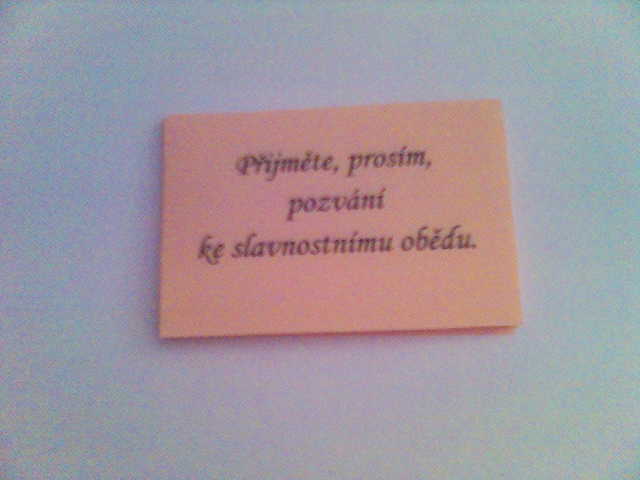 Přijměte, prosím,
pozvání
ke slavnostnímu obědu.